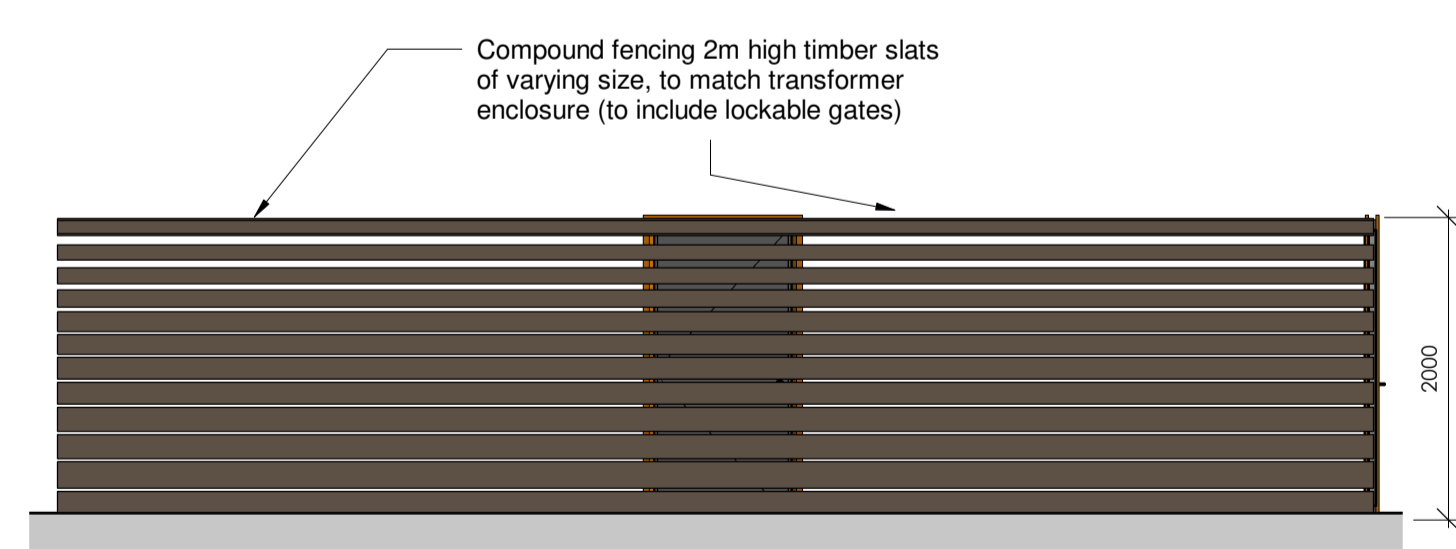 Compound fencing 2m high timber slats
of varying size, to match transformer
enclosure (to include lockable gates)
2000